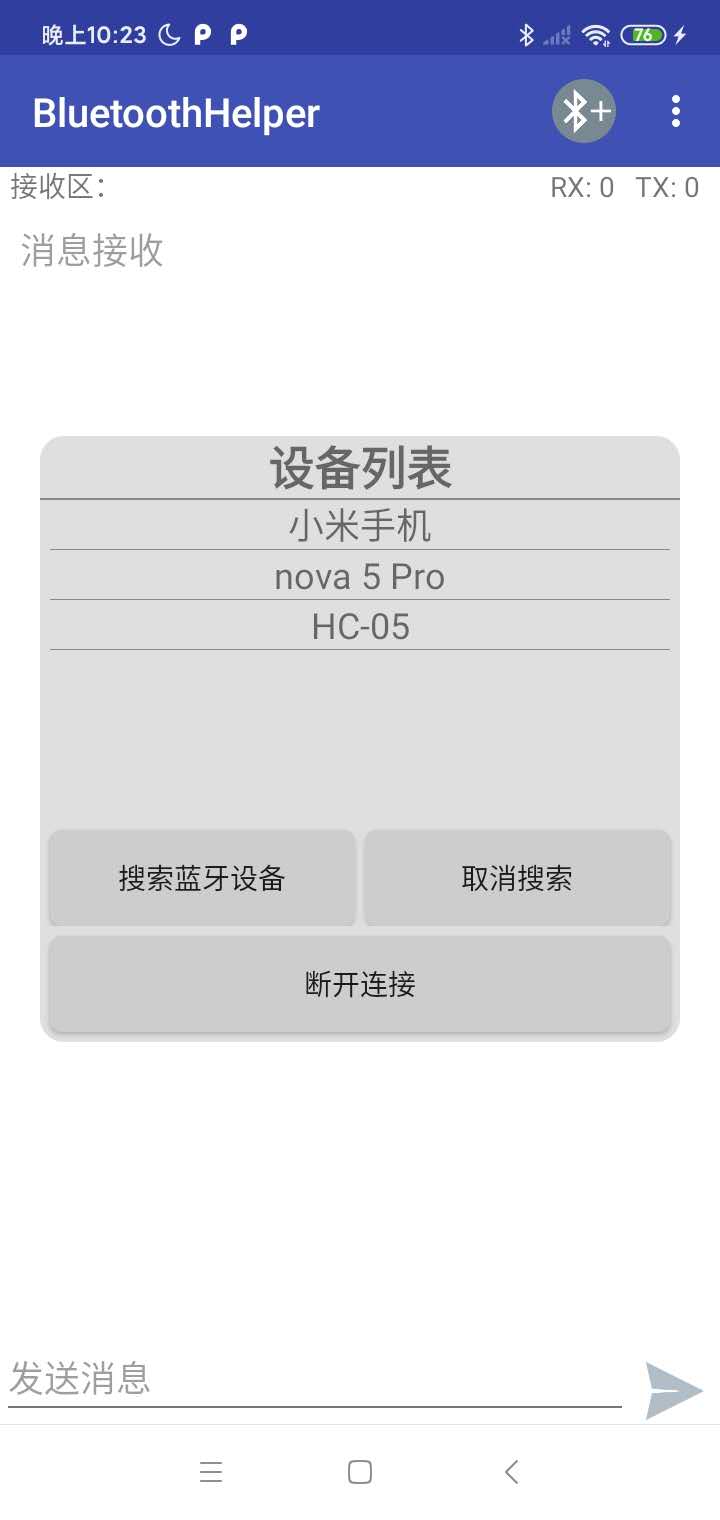 晚上10:23
76
BluetoothHelper
接收区：
RX: 0 TX: 0
消息接收
设备列表
小米手机
nova 5 Pro
HC-05
搜索蓝牙设备
取消搜索
断开连接
发送消息